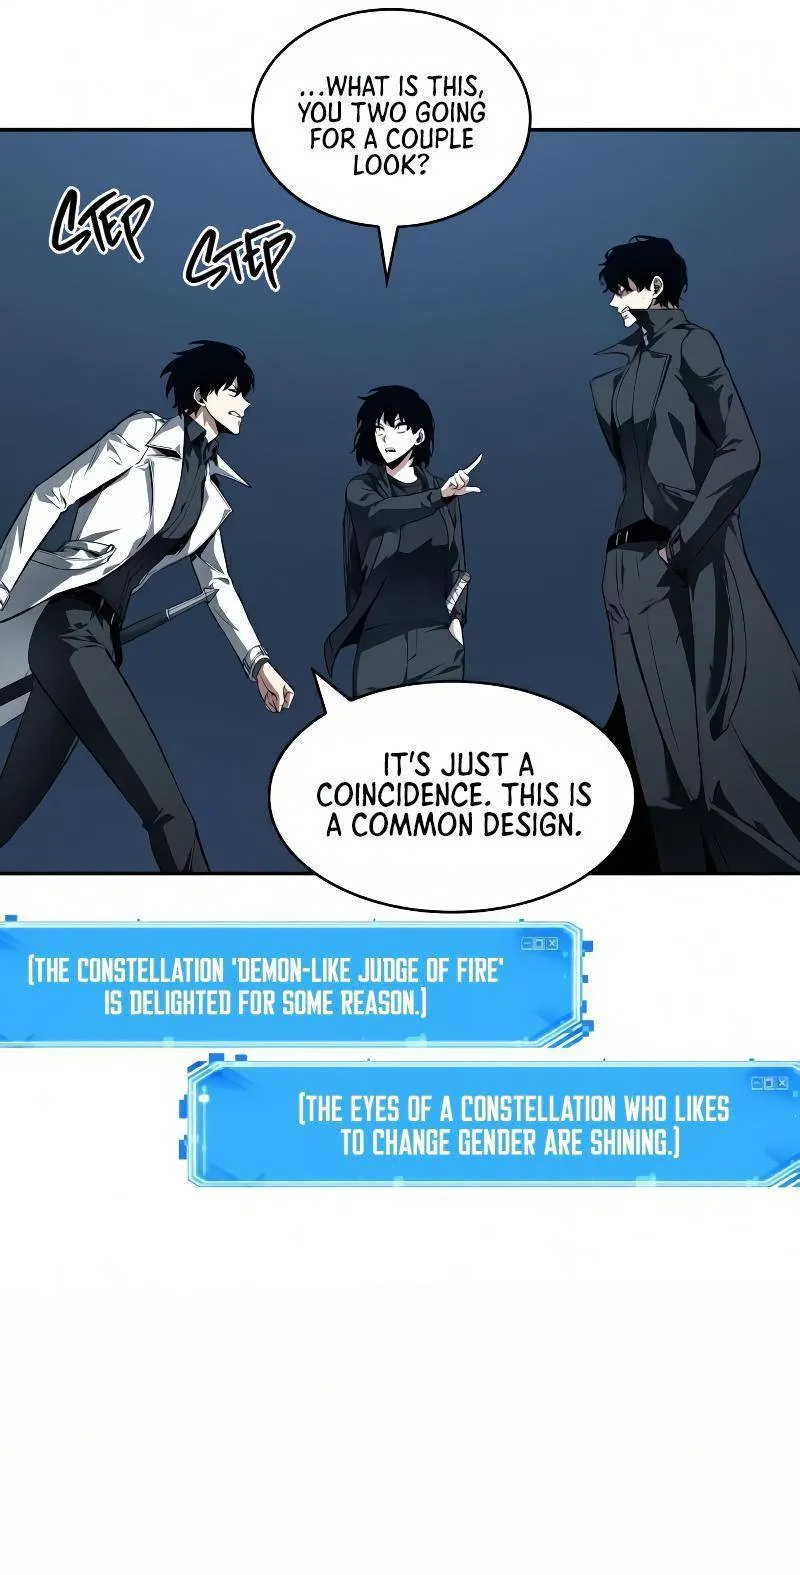 ...WHAT IS THIS,
YOU TWO GOING
FOR A COUPLE
LOOK?
STEP
STEP
IT'S JUST A
COINCIDENCE. THIS IS
A COMMON DESIGN.
[THE CONSTELLATION 'DEMON-LIKE JUDGE OF FIRE'
IS DELIGHTED FOR SOME REASON.]
[THE EYES OF A CONSTELLATION WHO LIKES
TO CHANGE GENDER ARE SHINING.]